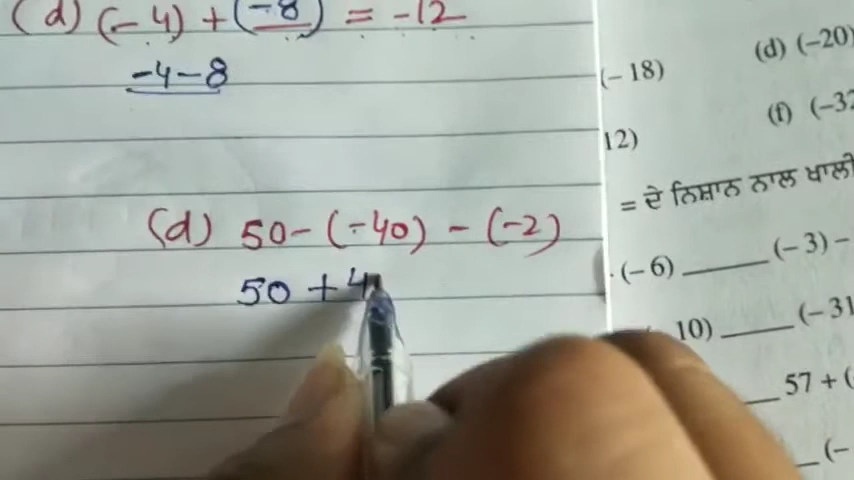 (d) (-4) + (-8) = -12
-4-8
(d) 50-(-40) - (-2)
50 + 4
(d) (-20)
(-18)
(f) (-32
12)
= ਦੇ ਨਿਸ਼ਾਨ ਨਾਲ ਖਾਲੀ
(-6) ______ (-3) -
10) ______ (-31
57 + (
(-